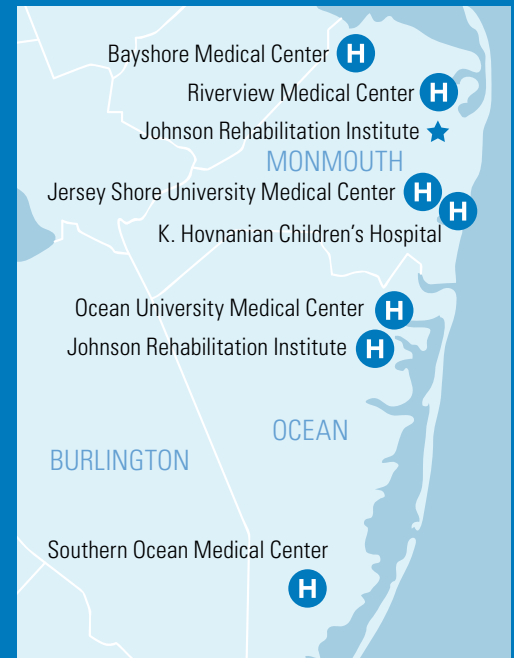 Bayshore Medical Center H
Riverview Medical Center H
Johnson Rehabilitation Institute
MONMOUTH
Jersey Shore University Medical Center H
H
K. Hovnanian Children's Hospital
Ocean University Medical Center H
Johnson Rehabilitation Institute H
OCEAN
BURLINGTON
Southern Ocean Medical Center
H